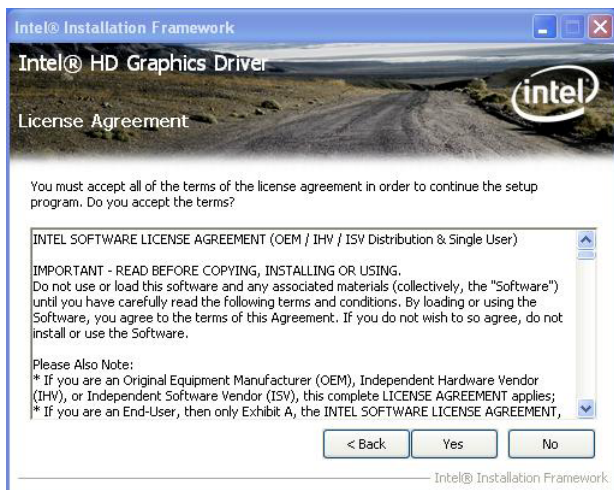 Intel® Installation Framework
Intel® HD Graphics Driver
intel
License Agreement
You must accept all of the terms of the license agreement in order to continue the setup
program. Do you accept the terms?
INTEL SOFTWARE LICENSE AGREEMENT (OEM / IHV / ISV Distribution & Single User)
IMPORTANT - READ BEFORE COPYING, INSTALLING OR USING.
Do not use or load this software and any associated materials (collectively, the "Software")
until you have carefully read the following terms and conditions. By loading or using the
Software, you agree to the terms of this Agreement. If you do not wish to so agree, do not
install or use the Software.
Please Also Note:
* If you are an Original Equipment Manufacturer (OEM), Independent Hardware Vendor
(IHV), or Independent Software Vendor (ISV), this complete LICENSE AGREEMENT applies;
* If you are an End-User, then only Exhibit A, the INTEL SOFTWARE LICENSE AGREEMENT,
< Back Yes No
Intel® Installation Framework